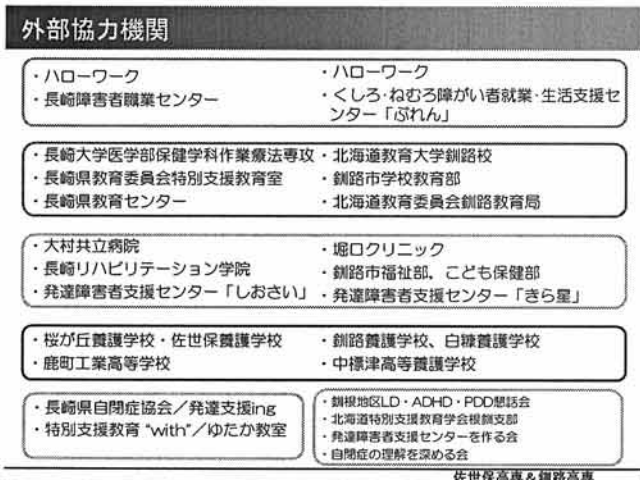 外部協力機関
・ハローワーク
・長崎障害者職業センター
・ハローワーク
・くしろ・ねむろ障がい者就業・生活支援セ
ンター「ぷれん」
・長崎大学医学部保健学科作業療法専攻
・長崎県教育委員会特別支援教育室
・長崎県教育センター
・北海道教育大学釧路校
・釧路市学校教育部
・北海道教育委員会釧路教育局
・大村共立病院
・長崎リハビリテーション学院
・発達障害者支援センター「しおさい」
・堀口クリニック
・釧路市福祉部，こども保健部
・発達障害者支援センター「きら星」
・桜が丘養護学校・佐世保養護学校
・鹿町工業高等学校
・釧路養護学校、白糠養護学校
・中標津高等養護学校
・長崎県自閉症協会／発達支援ing
・特別支援教育 “with”／ゆたか教室
・釧根地区LD・ADHD・PDD懇話会
・北海道特別支援教育学会根釧支部
・発達障害者支援センターを作る会
・自閉症の理解を深める会
佐世保高専＆釧路高専